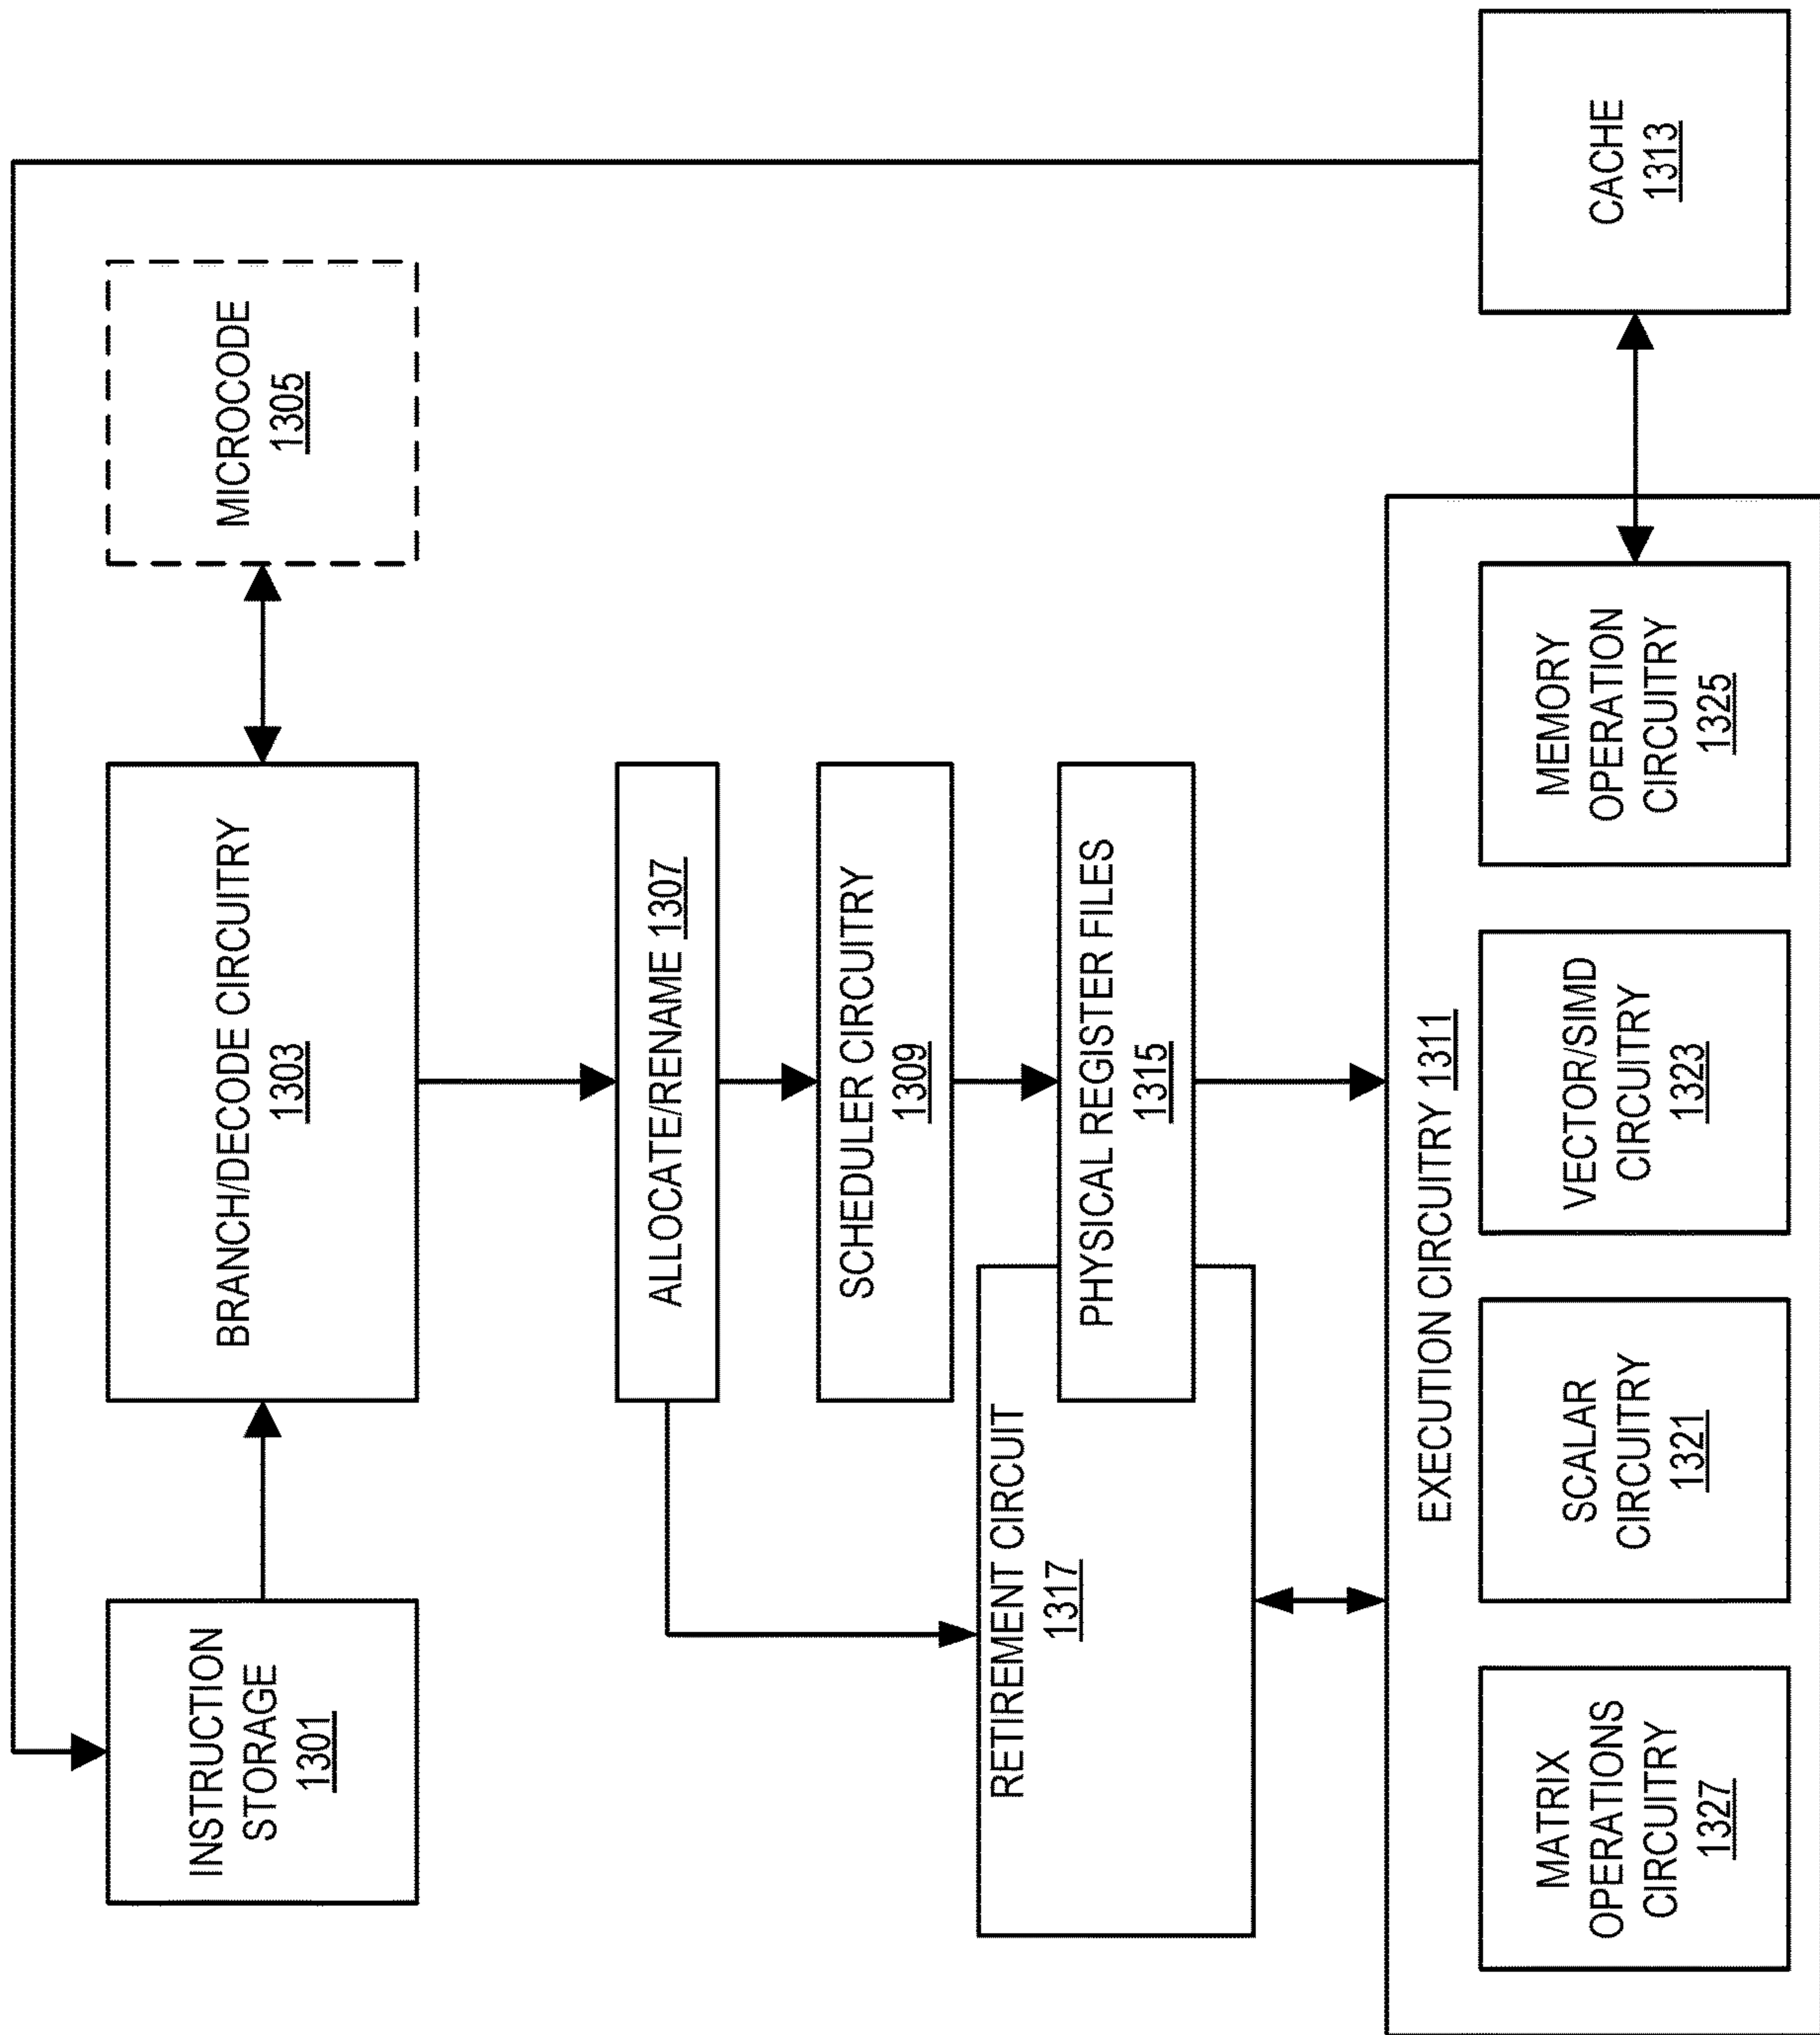 INSTRUCTION
STORAGE
1301
BRANCH/DECODE CIRCUITRY
1303
MICROCODE
1305
ALLOCATE/RENAME 1307
SCHEDULER CIRCUITRY
1309
RETIREMENT CIRCUIT
1317
PHYSICAL REGISTER FILES
1315
EXECUTION CIRCUITRY 1311
MATRIX
OPERATIONS
CIRCUITRY
1327
SCALAR
CIRCUITRY
1321
VECTOR/SIMD
CIRCUITRY
1323
MEMORY
OPERATION
CIRCUITRY
1325
CACHE
1313